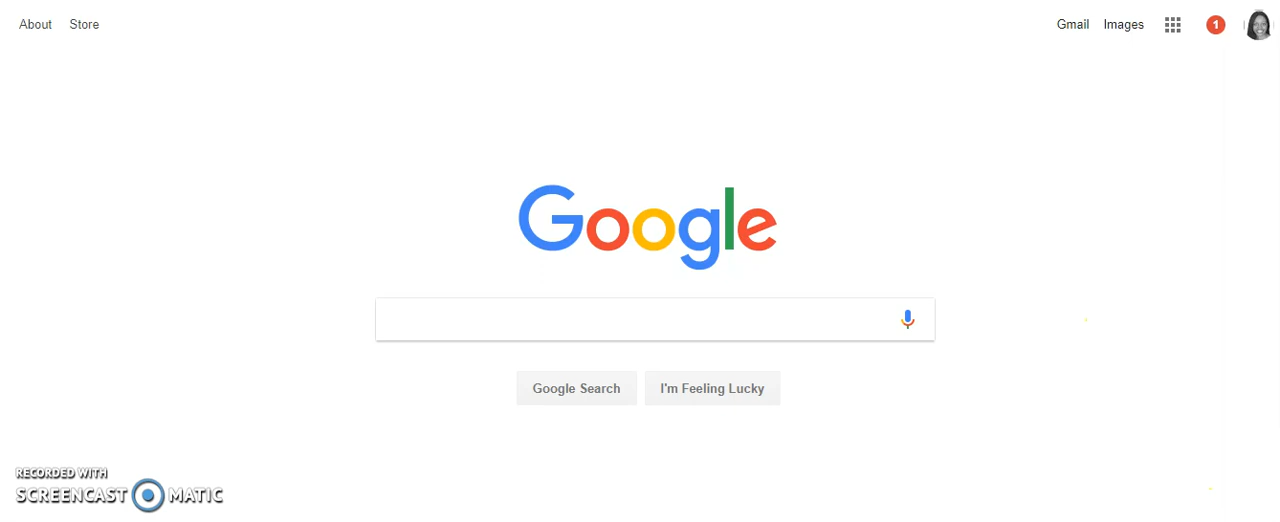 About Store Gmail Images 1
Google
Google Search I'm Feeling Lucky
RECORDED WITH
SCREENCAST MATIC